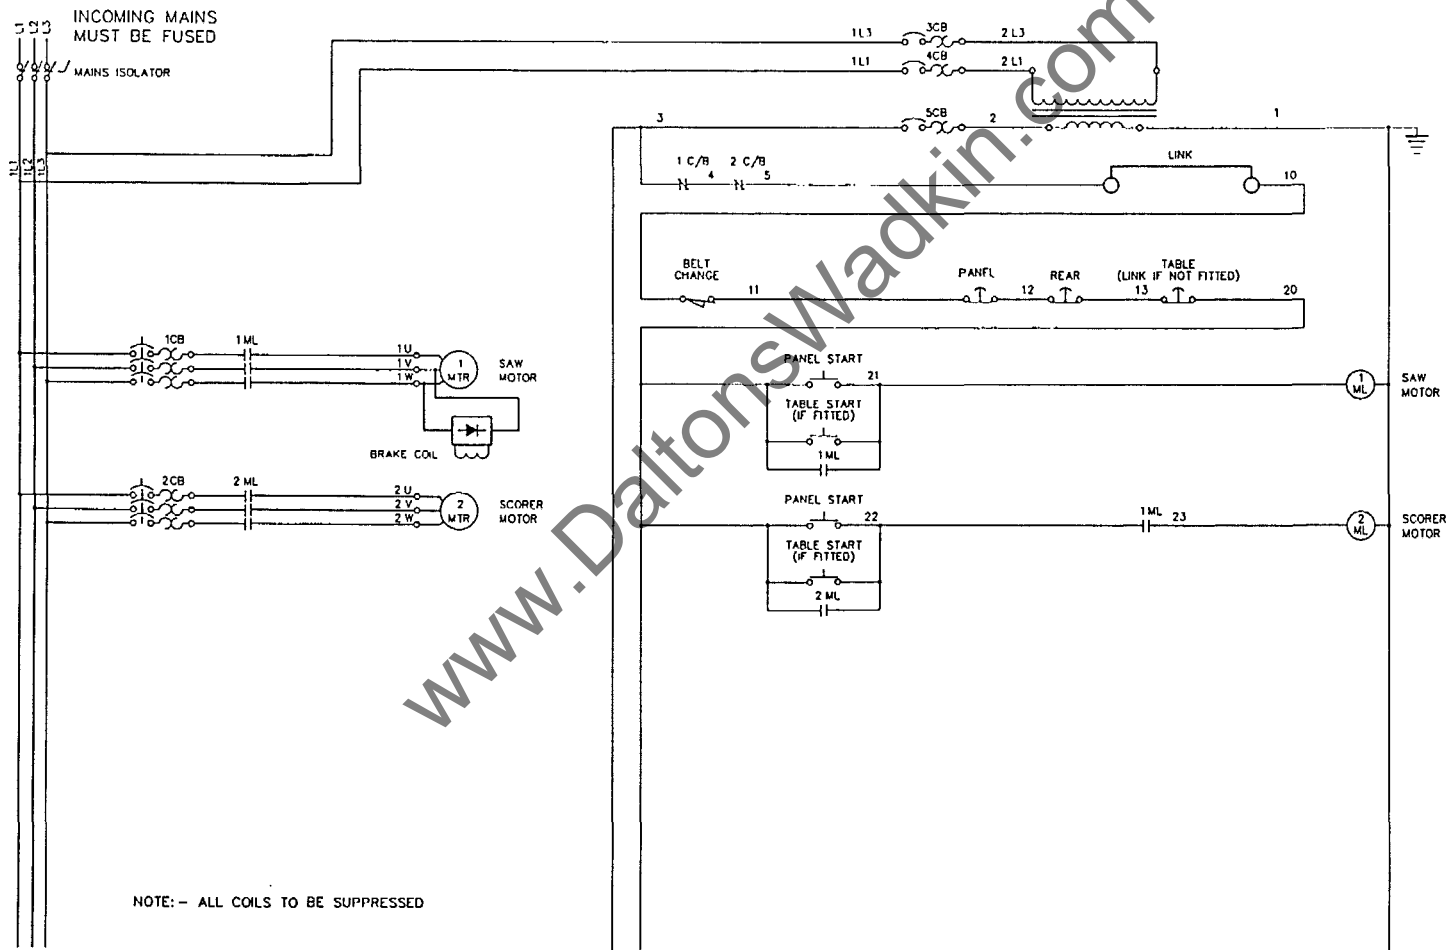 INCOMING MAINS
MUST BE FUSED
L1 L2 L3
MAINS ISOLATOR
1L1 1L2 1L3
1L3 3CB 2L3
1L1 4CB 2L1
3 5CB 2 1
1 C/B 4 2 C/B 5 LINK 10
BELT
CHANGE
11
PANEL 12 REAR 13
TABLE
(LINK IF NOT FITTED)
20
1CB 1ML 1U
1V
1W
1
MTR
SAW
MOTOR
BRAKE COIL
2CB 2ML 2U
2V
2W
2
MTR
SCORER
MOTOR
PANEL START
21
TABLE START
(IF FITTED)
1ML
1
ML
SAW
MOTOR
PANEL START
22
TABLE START
(IF FITTED)
2ML
1ML 23
2
ML
SCORER
MOTOR
NOTE:- ALL COILS TO BE SUPPRESSED
www.DaltonsWadkin.com